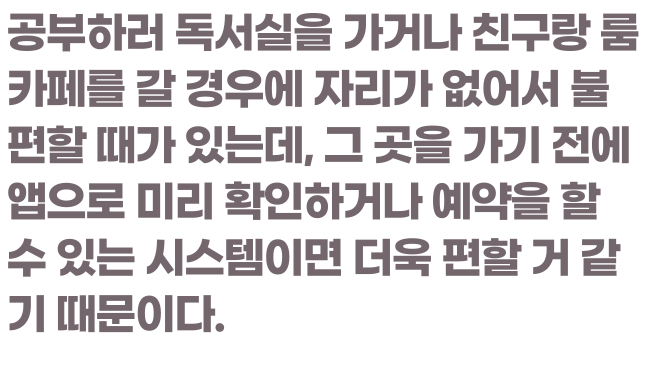 공부하러 독서실을 가거나 친구랑 룸
카페를 갈 경우에 자리가 없어서 불
편할 때가 있는데, 그 곳을 가기 전에
앱으로 미리 확인하거나 예약을 할
수 있는 시스템이면 더욱 편할 거 같
기 때문이다.